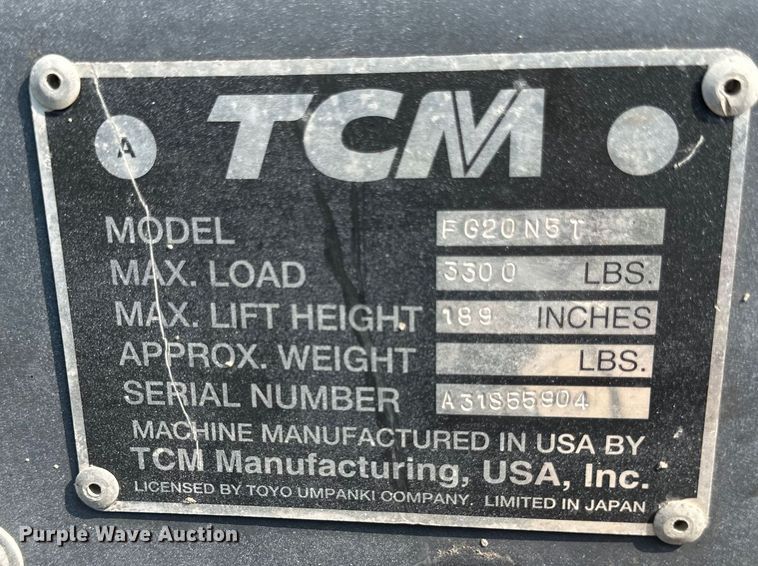 A TCM
MODEL FG20N5T
MAX. LOAD 3300 LBS.
MAX. LIFT HEIGHT 189 INCHES
APPROX. WEIGHT LBS.
SERIAL NUMBER A31S55904
MACHINE MANUFACTURED IN USA BY
TCM Manufacturing, USA, Inc.
LICENSED BY TOYO UMPANKI COMPANY. LIMITED IN JAPAN
Purple Wave Auction